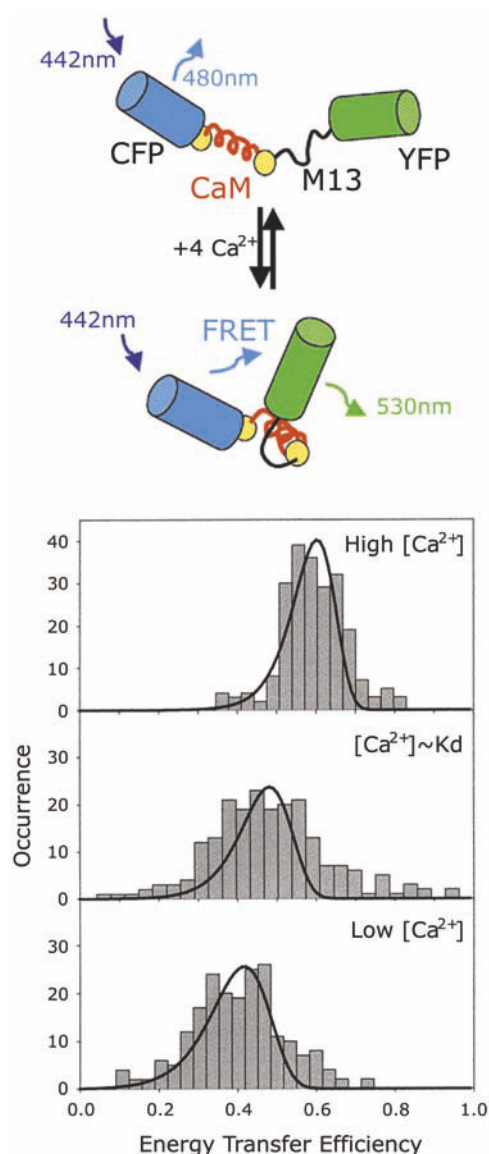 442nm
480nm
CFP
CaM
M13
YFP
+4 Ca²⁺
442nm
FRET
530nm
High [Ca²⁺]
40
30
20
10
0
[Ca²⁺]~Kd
30
20
10
0
Low [Ca²⁺]
30
20
10
0
Occurrence
0.0 0.2 0.4 0.6 0.8 1.0
Energy Transfer Efficiency